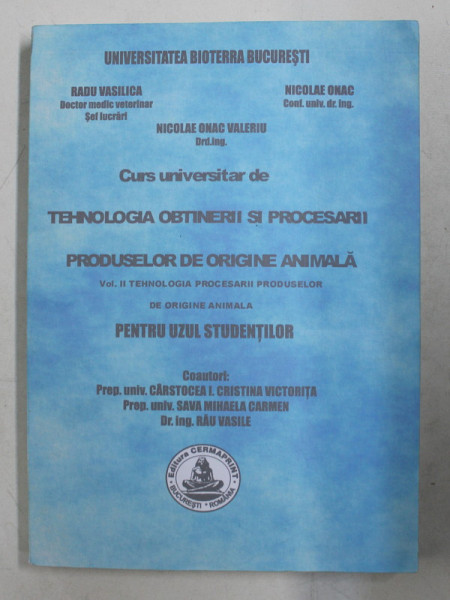 UNIVERSITATEA BIOTERRA BUCUREȘTI
RADU VASILICA
Doctor medic veterinar
Șef lucrări
NICOLAE ONAC
Conf. univ. dr. ing.
NICOLAE ONAC VALERIU
Drd.ing.
Curs universitar de
TEHNOLOGIA OBTINERII SI PROCESARII
PRODUSELOR DE ORIGINE ANIMALĂ
Vol. II TEHNOLOGIA PROCESARII PRODUSELOR
DE ORIGINE ANIMALA
PENTRU UZUL STUDENȚILOR
Coautori:
Prep. univ. CÂRSTOCEA I. CRISTINA VICTORIȚA
Prep. univ. SAVA MIHAELA CARMEN
Dr. ing. RĂU VASILE
Editura CERMAPRINT
BUCUREȘTI * ROMÂNIA